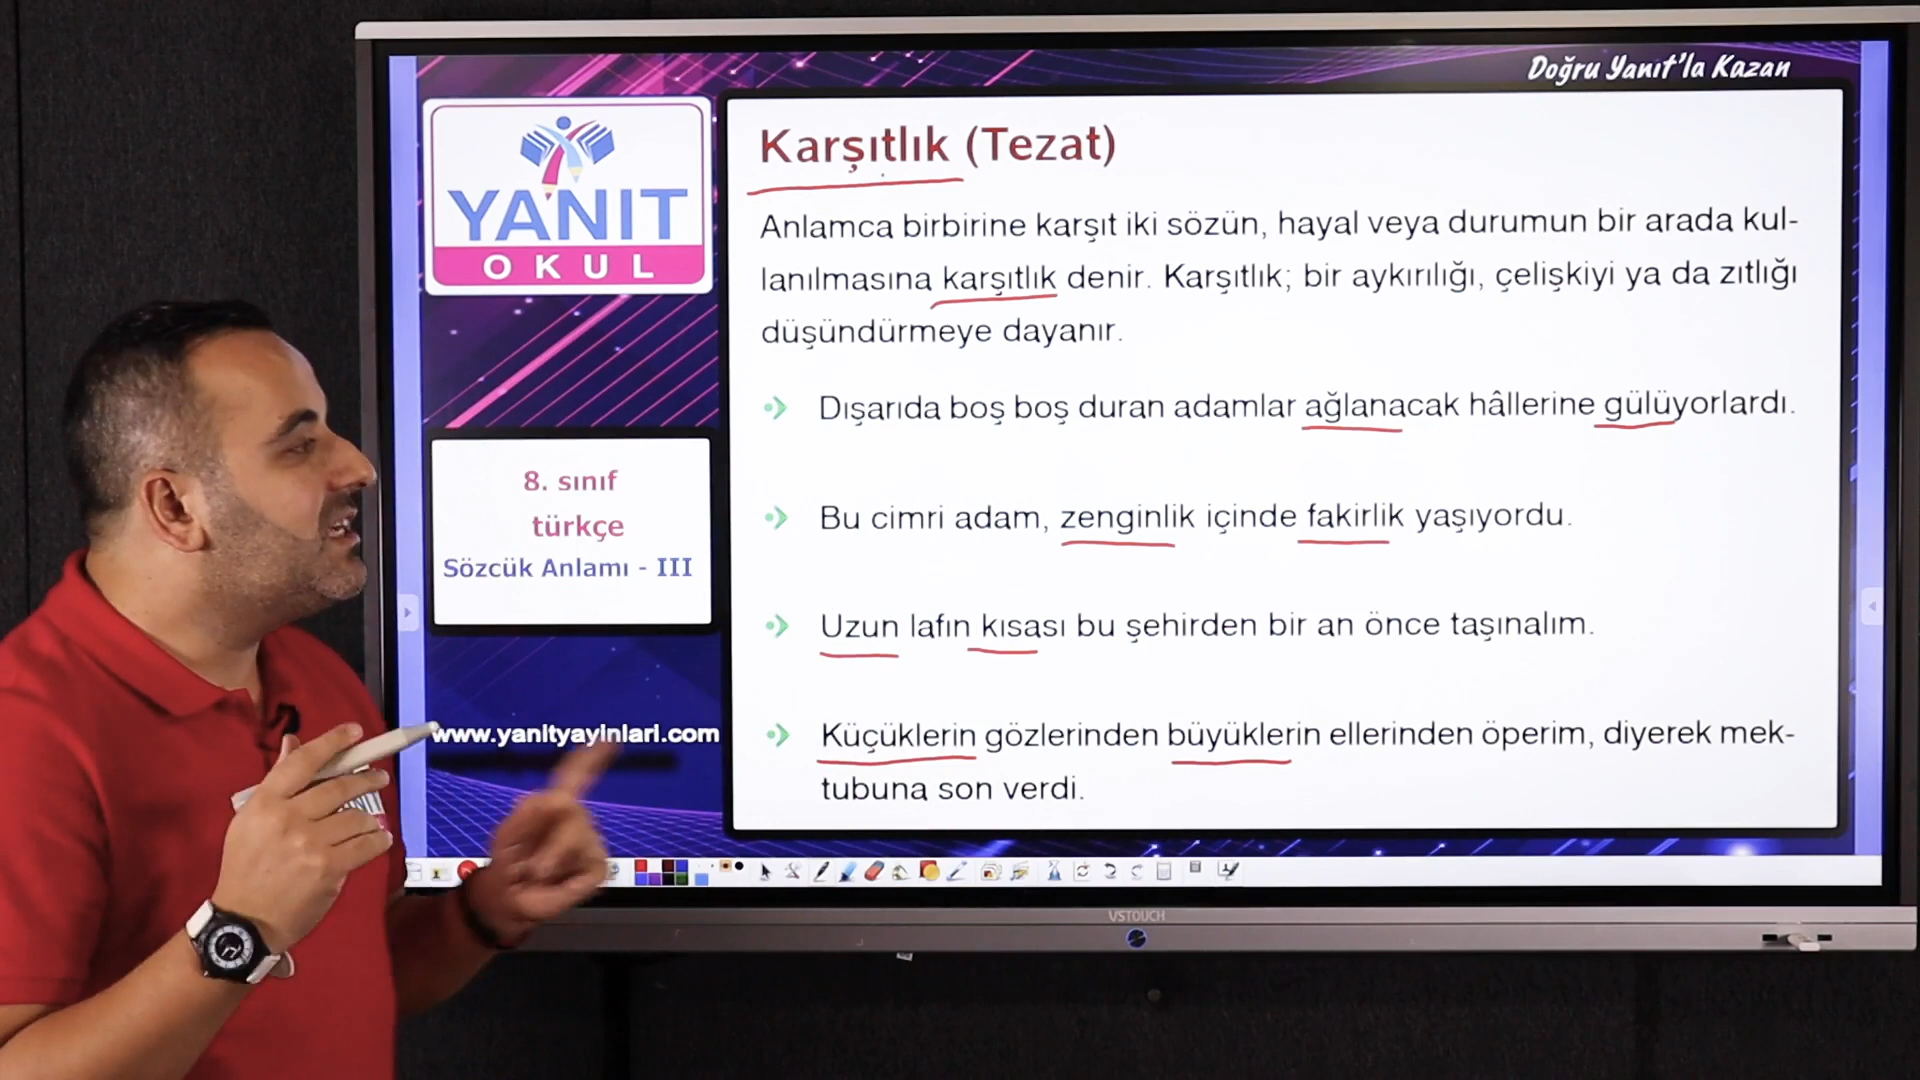 Doğru Yanıt'la Kazan
YANIT
OKUL
8. sınıf
türkçe
Sözcük Anlamı - III
www.yanityayinlari.com
Karşıtlık (Tezat)
Anlamca birbirine karşıt iki sözün, hayal veya durumun bir arada kul-
lanılmasına karşıtlık denir. Karşıtlık; bir aykırılığı, çelişkiyi ya da zıtlığı
düşündürmeye dayanır.
Dışarıda boş boş duran adamlar ağlanacak hâllerine gülüyorlardı.
Bu cimri adam, zenginlik içinde fakirlik yaşıyordu.
Uzun lafın kısası bu şehirden bir an önce taşınalım.
Küçüklerin gözlerinden büyüklerin ellerinden öperim, diyerek mek-
tubuna son verdi.
VSTOUCH